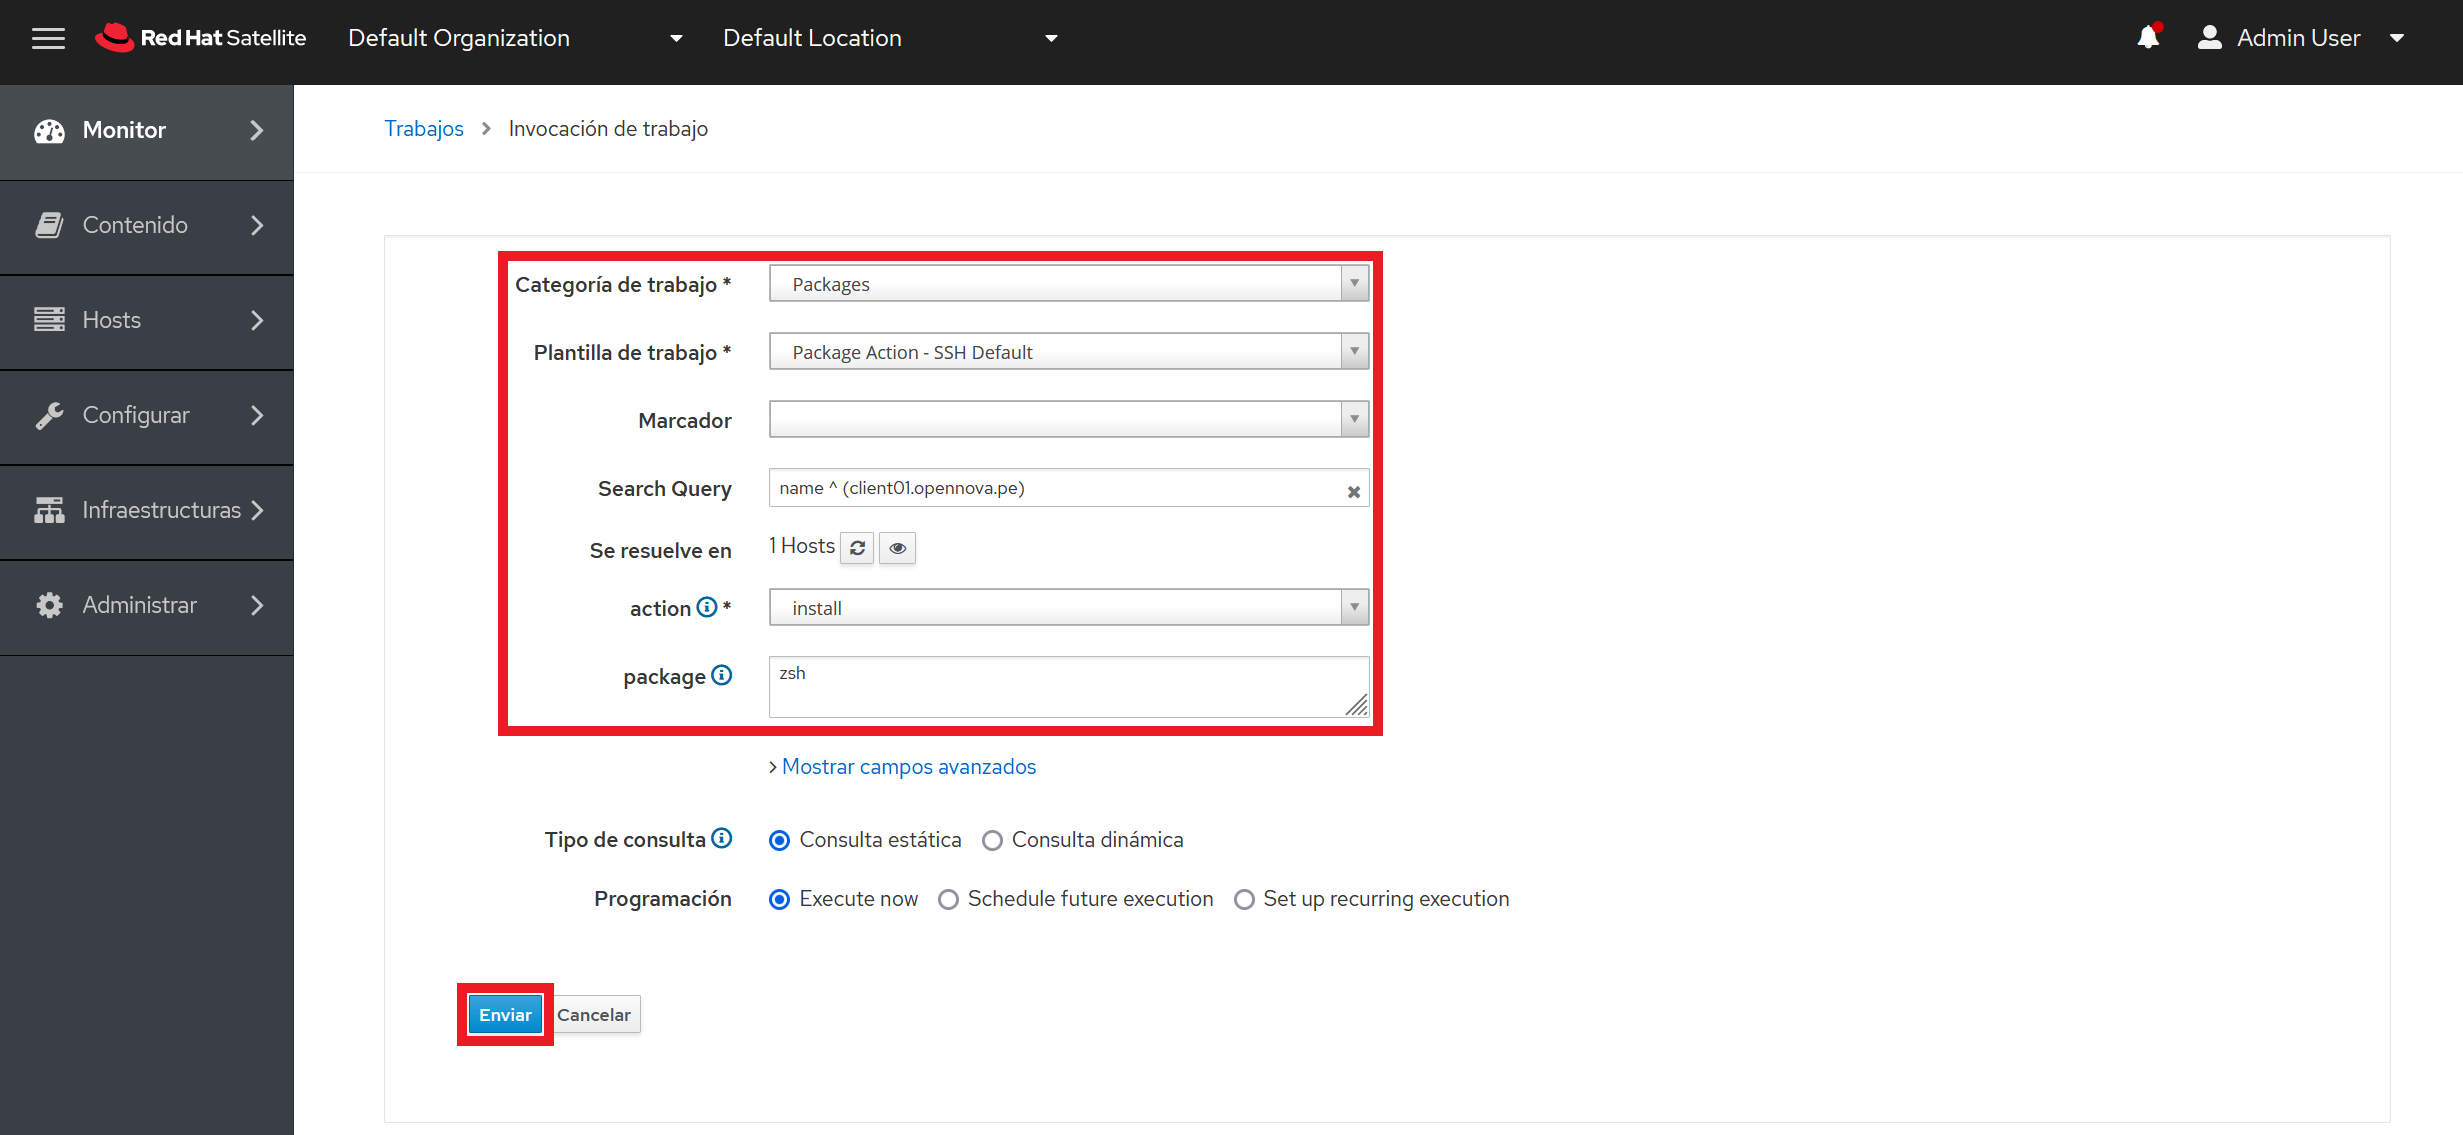 Red Hat Satellite Default Organization Default Location Admin User
Monitor
Contenido
Hosts
Configurar
Infraestructuras
Administrar
Trabajos > Invocación de trabajo
Categoría de trabajo * Packages
Plantilla de trabajo * Package Action - SSH Default
Marcador
Search Query name ^ (client01.opennova.pe)
Se resuelve en 1 Hosts
action * install
package zsh
Mostrar campos avanzados
Tipo de consulta Consulta estática Consulta dinámica
Programación Execute now Schedule future execution Set up recurring execution
Enviar Cancelar